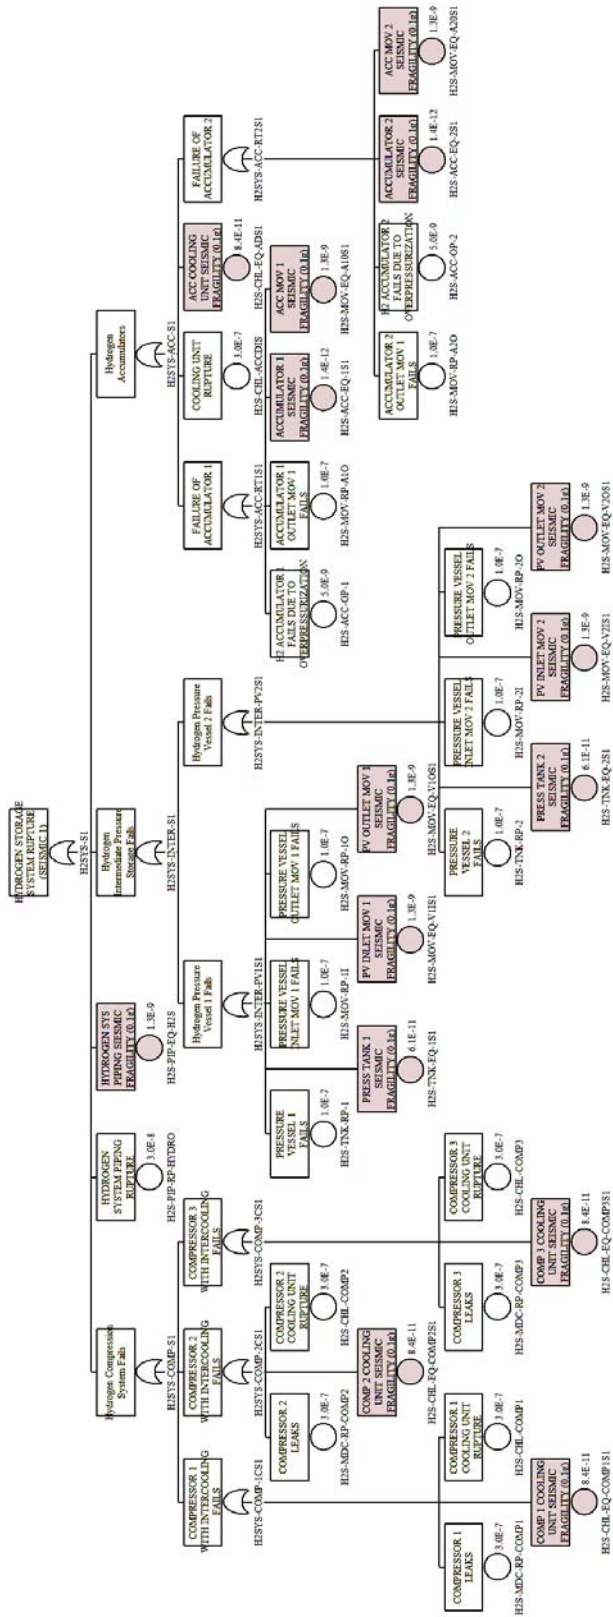 HYDROGEN STORAGE
SYSTEM RUPTURE
(SEISMIC 1)
H2SYS-S1
Hydrogen Compression
System Fails
H2SYS-COMP-S1
HYDROGEN
SYSTEM PIPING
RUPTURE
3.0E-8
H2S-PIP-RP-HYDRO
HYDROGEN SYS
PIPING SIESMIC
FRAGILITY (0.1g)
1.3E-9
H2S-PIP-EQ-H2S
Hydrogen
Intermediate Pressure
Storage Fails
H2SYS-INTER-S1
Hydrogen
Accumulators
H2SYS-ACC-S1
COMPRESSOR 1
WITH INTERCOOLING
FAILS
H2SYS-COMP-1CS1
COMPRESSOR 2
WITH INTERCOOLING
FAILS
H2SYS-COMP-2CS1
COMPRESSOR 3
WITH INTERCOOLING
FAILS
H2SYS-COMP-3CS1
Hydrogen Pressure
Vessel 1 Fails
H2SYS-INTER-PV1S1
Hydrogen Pressure
Vessel 2 Fails
H2SYS-INTER-PV2S1
FAILURE OF
ACCUMULATOR 1
H2SYS-ACC-RT1S1
COOLING UNIT
RUPTURE
3.0E-7
H2S-CHL-ACCDIS
ACC COOLING
UNIT SEISMIC
FRAGILITY (0.1g)
8.4E-11
H2S-CHL-EQ-ADS1
FAILURE OF
ACCUMULATOR 2
H2SYS-ACC-RT2S1
COMPRESSOR 2
LEAKS
3.0E-7
H2S-MDC-RP-COMP2
COMPRESSOR 2
COOLING UNIT
RUPTURE
3.0E-7
H2S-CHL-COMP2
PRESSURE
VESSEL 1
FAILS
1.0E-7
H2S-TNK-RP-1
PRESSURE VESSEL
INLET MOV 1 FAILS
1.0E-7
H2S-MOV-RP-1I
PRESSURE VESSEL
OUTLET MOV 1 FAILS
1.0E-7
H2S-MOV-RP-1O
H2 ACCUMULATOR 1
FAILS DUE TO
OVERPRESSURIZATION
5.0E-9
H2S-ACC-OP-1
ACCUMULATOR 1
OUTLET MOV 1
FAILS
1.0E-7
H2S-MOV-RP-A1O
ACCUMULATOR 1
SEISMIC
FRAGILITY (0.1g)
1.4E-12
H2S-ACC-EQ-1S1
ACC MOV 1
SEISMIC
FRAGILITY (0.1g)
1.3E-9
H2S-MOV-EQ-A10S1
COMP 2 COOLING
UNIT SEISMIC
FRAGILITY (0.1g)
8.4E-11
H2S-CHL-EQ-COMP2S1
PRESS TANK 1
SEISMIC
FRAGILITY (0.1g)
6.1E-11
H2S-TNK-EQ-1S1
PV INLET MOV 1
SEISMIC
FRAGILITY (0.1g)
1.3E-9
H2S-MOV-EQ-V1IS1
PV OUTLET MOV 1
SEISMIC
FRAGILITY (0.1g)
1.3E-9
H2S-MOV-EQ-V1OS1
ACCUMULATOR 2
OUTLET MOV 1
FAILS
1.0E-7
H2S-MOV-RP-A2O
H2 ACCUMULATOR 2
FAILS DUE TO
OVERPRESSURIZATION
5.0E-9
H2S-ACC-OP-2
ACCUMULATOR 2
SEISMIC
FRAGILITY (0.1g)
1.4E-12
H2S-ACC-EQ-2S1
ACC MOV 2
SEISMIC
FRAGILITY (0.1g)
1.3E-9
H2S-MOV-EQ-A20S1
COMPRESSOR 1
LEAKS
3.0E-7
H2S-MDC-RP-COMP1
COMPRESSOR 1
COOLING UNIT
RUPTURE
3.0E-7
H2S-CHL-COMP1
COMPRESSOR 3
LEAKS
3.0E-7
H2S-MDC-RP-COMP3
COMPRESSOR 3
COOLING UNIT
RUPTURE
3.0E-7
H2S-CHL-COMP3
PRESSURE
VESSEL 2
FAILS
1.0E-7
H2S-TNK-RP-2
PRESSURE VESSEL
INLET MOV 2 FAILS
1.0E-7
H2S-MOV-RP-2I
PRESSURE VESSEL
OUTLET MOV 2 FAILS
1.0E-7
H2S-MOV-RP-2O
COMP 1 COOLING
UNIT SEISMIC
FRAGILITY (0.1g)
8.4E-11
H2S-CHL-EQ-COMP1S1
COMP 3 COOLING
UNIT SEISMIC
FRAGILITY (0.1g)
8.4E-11
H2S-CHL-EQ-COMP3S1
PRESS TANK 2
SEISMIC
FRAGILITY (0.1g)
6.1E-11
H2S-TNK-EQ-2S1
PV INLET MOV 2
SEISMIC
FRAGILITY (0.1g)
1.3E-9
H2S-MOV-EQ-V2IS1
PV OUTLET MOV 2
SEISMIC
FRAGILITY (0.1g)
1.3E-9
H2S-MOV-EQ-V2OS1